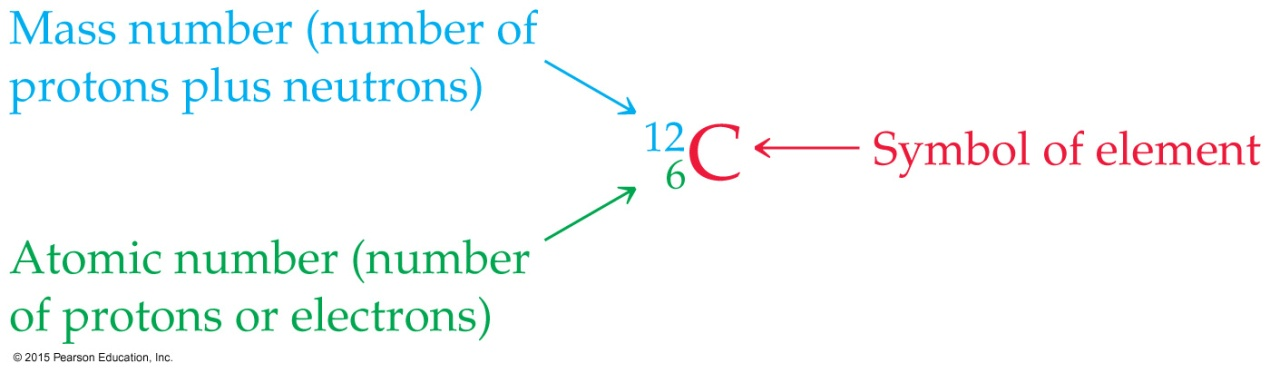 Mass number (number of
protons plus neutrons)
12
6
C
Symbol of element
Atomic number (number
of protons or electrons)
© 2015 Pearson Education, Inc.